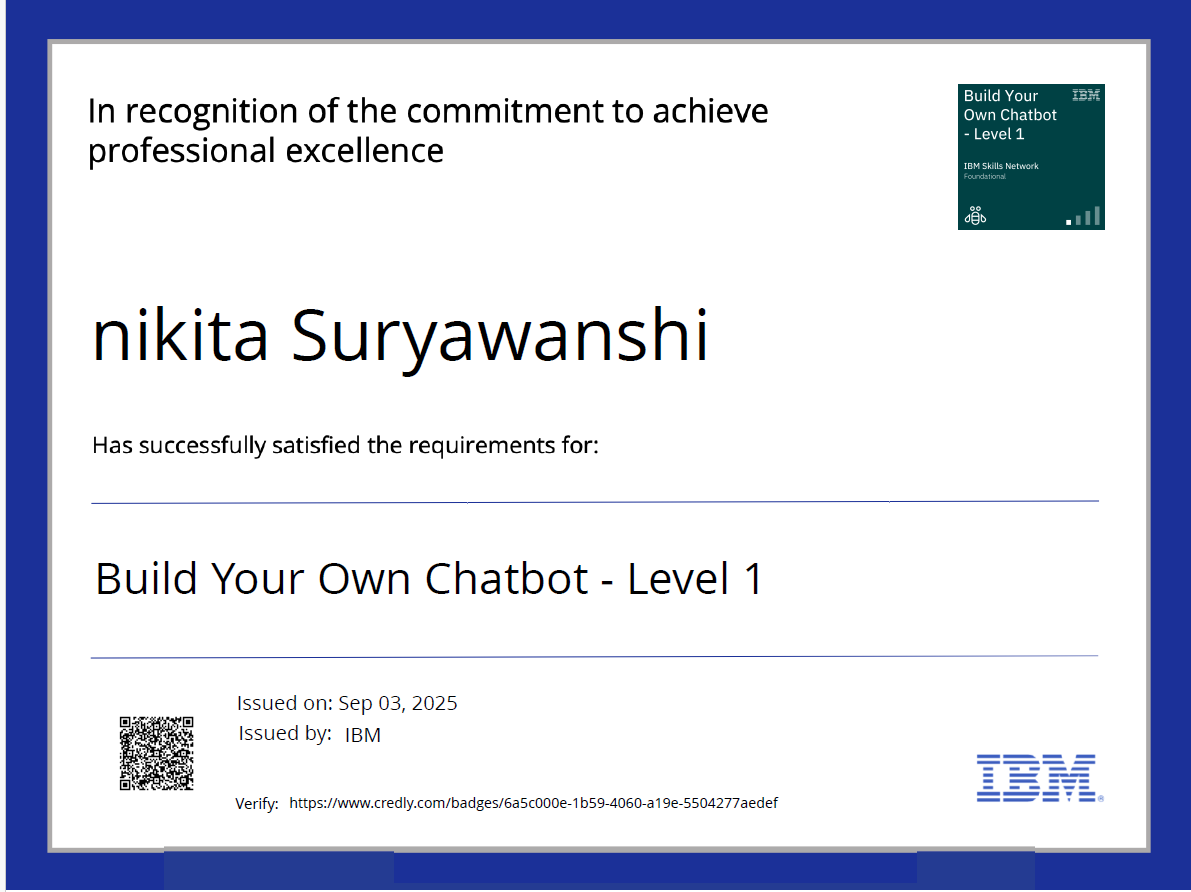 In recognition of the commitment to achieve
professional excellence
Build Your
Own Chatbot
- Level 1
IBM
IBM Skills Network
Foundational
nikita Suryawanshi
Has successfully satisfied the requirements for:
Build Your Own Chatbot - Level 1
Issued on: Sep 03, 2025
Issued by: IBM
Verify: https://www.credly.com/badges/6a5c000e-1b59-4060-a19e-5504277aedef
IBM®